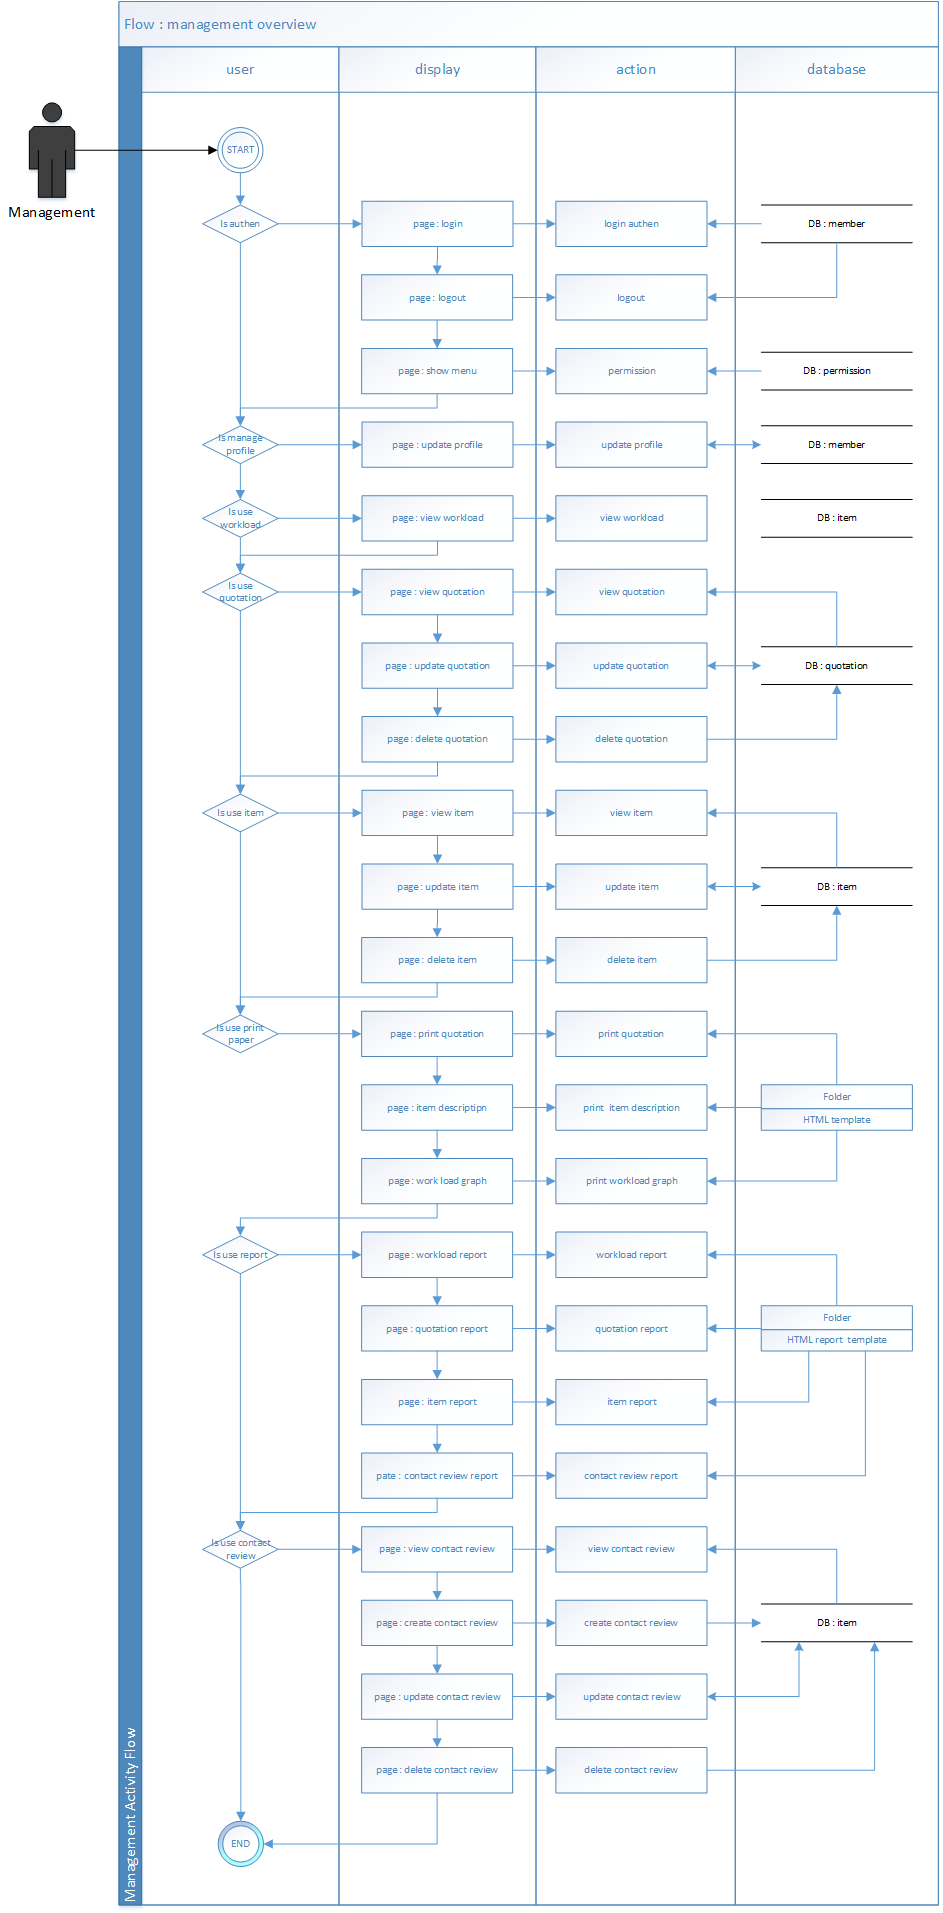 Flow : management overview
user
display
action
database
START
Management
Is authen
page : login
login authen
DB : member
page : logout
logout
page : show menu
permission
DB : permission
Is manage
profile
page : update profile
update profile
DB : member
Is use
workload
page : view workload
view workload
DB : item
Is use
quotation
page : view quotation
view quotation
page : update quotation
update quotation
DB : quotation
page : delete quotation
delete quotation
Is use item
page : view item
view item
page : update item
update item
DB : item
page : delete item
delete item
Is use print
paper
page : print quotation
print quotation
page : item descriptipn
print item description
Folder
HTML template
page : work load graph
print workload graph
Is use report
page : workload report
workload report
page : quotation report
quotation report
Folder
HTML report template
page : item report
item report
pate : contact review report
contact review report
Is use contact
review
page : view contact review
view contact review
page : create contact review
create contact review
DB : item
page : update contact review
update contact review
page : delete contact review
delete contact review
END
Management Activity Flow